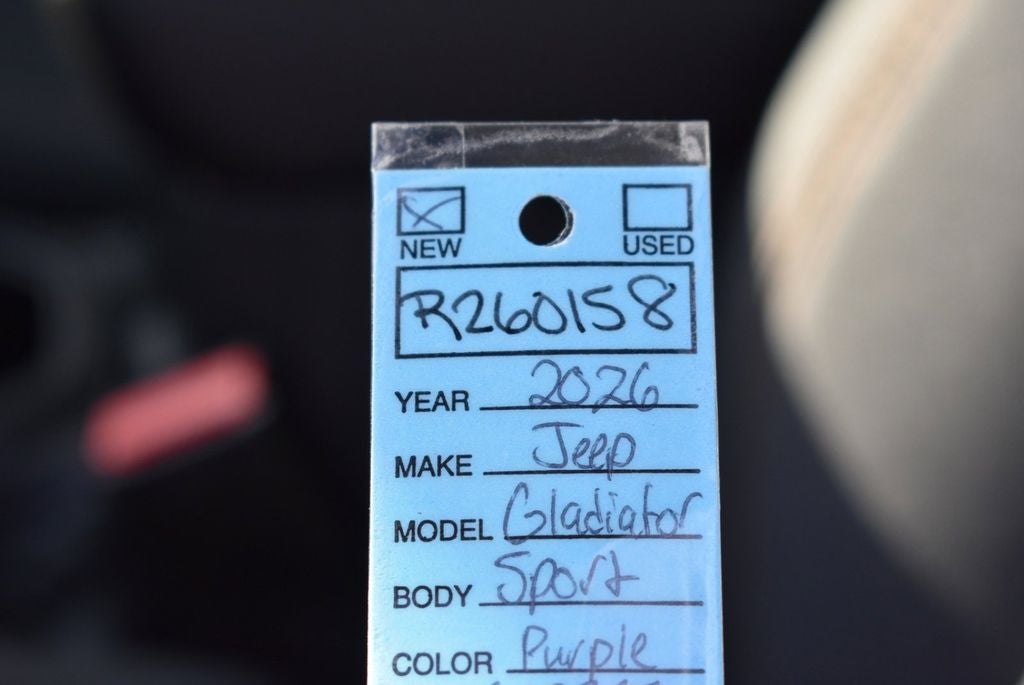 NEW USED
R260158
YEAR 2026
MAKE Jeep
MODEL Gladiator
BODY Sport
COLOR Purple